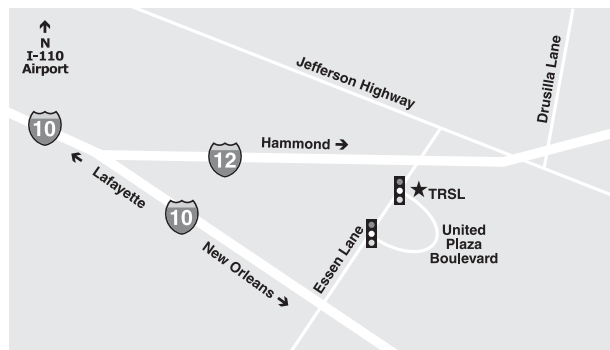 N
I-110
Airport
Jefferson Highway
Drusilla Lane
10
Hammond
12
Lafayette
TRSL
10
United
Plaza
Boulevard
Essen Lane
New Orleans